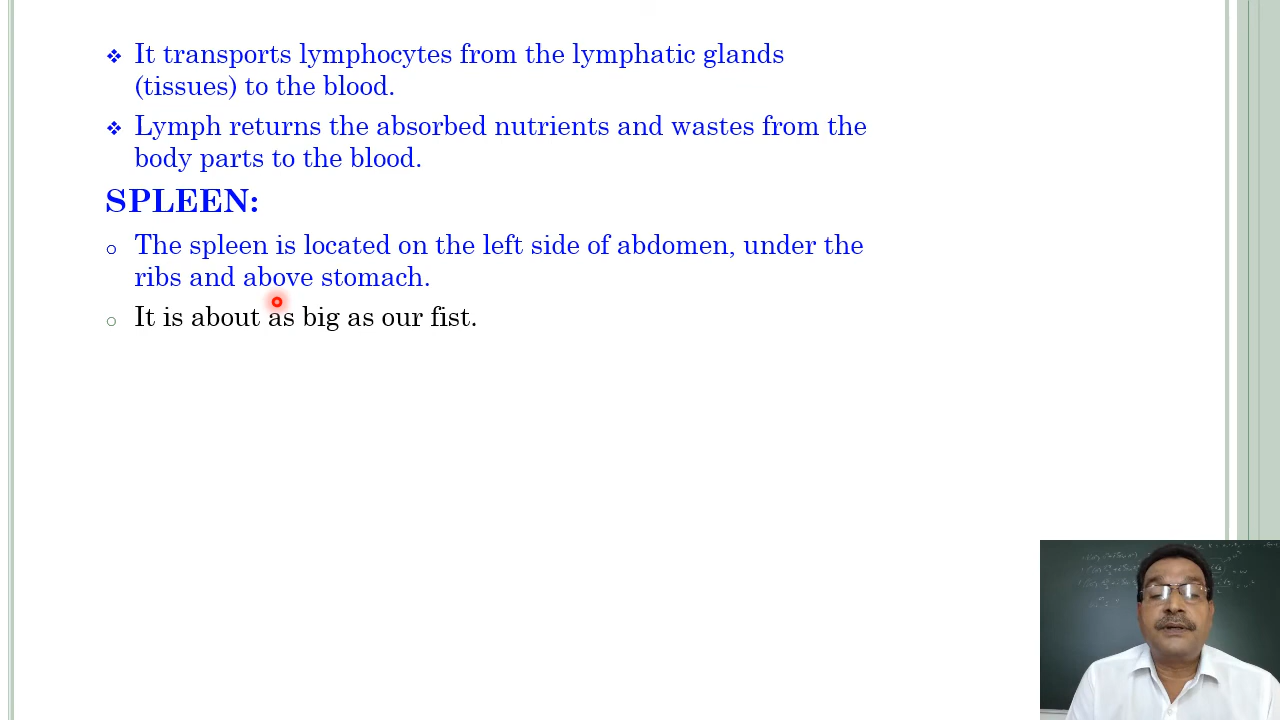 It transports lymphocytes from the lymphatic glands
(tissues) to the blood.
Lymph returns the absorbed nutrients and wastes from the
body parts to the blood.
SPLEEN:
The spleen is located on the left side of abdomen, under the
ribs and above stomach.
It is about as big as our fist.